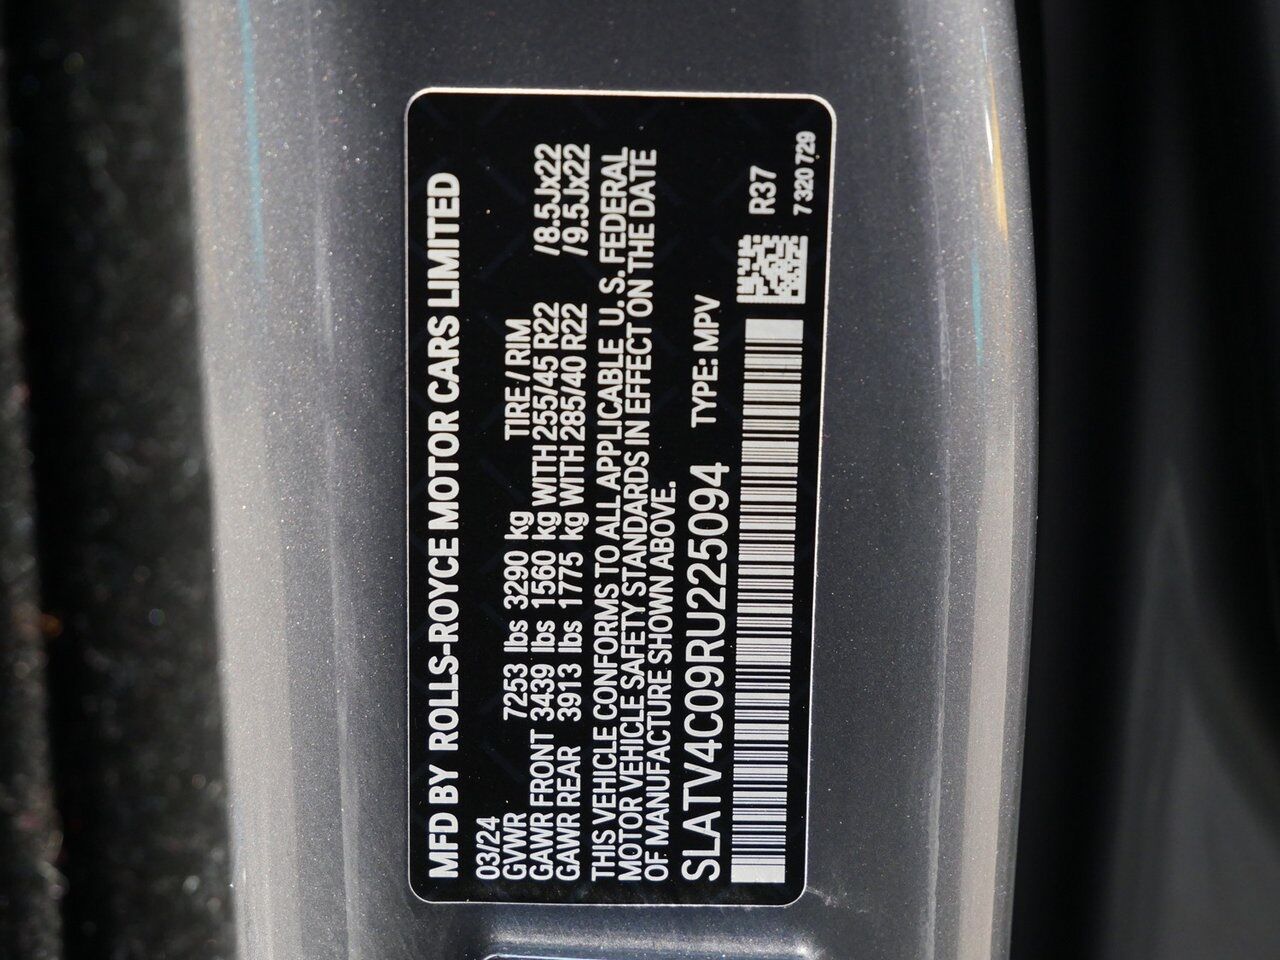 MFD BY ROLLS-ROYCE MOTOR CARS LIMITED
03/24
GVWR 7253 lbs 3290 kg TIRE / RIM
GAWR FRONT 3439 lbs 1560 kg WITH 255/45 R22 /8.5Jx22
GAWR REAR 3913 lbs 1775 kg WITH 285/40 R22 /9.5Jx22
THIS VEHICLE CONFORMS TO ALL APPLICABLE U.S. FEDERAL
MOTOR VEHICLE SAFETY STANDARDS IN EFFECT ON THE DATE
OF MANUFACTURE SHOWN ABOVE.
SLATV4C09RU225094 TYPE: MPV
R37
7 320 729